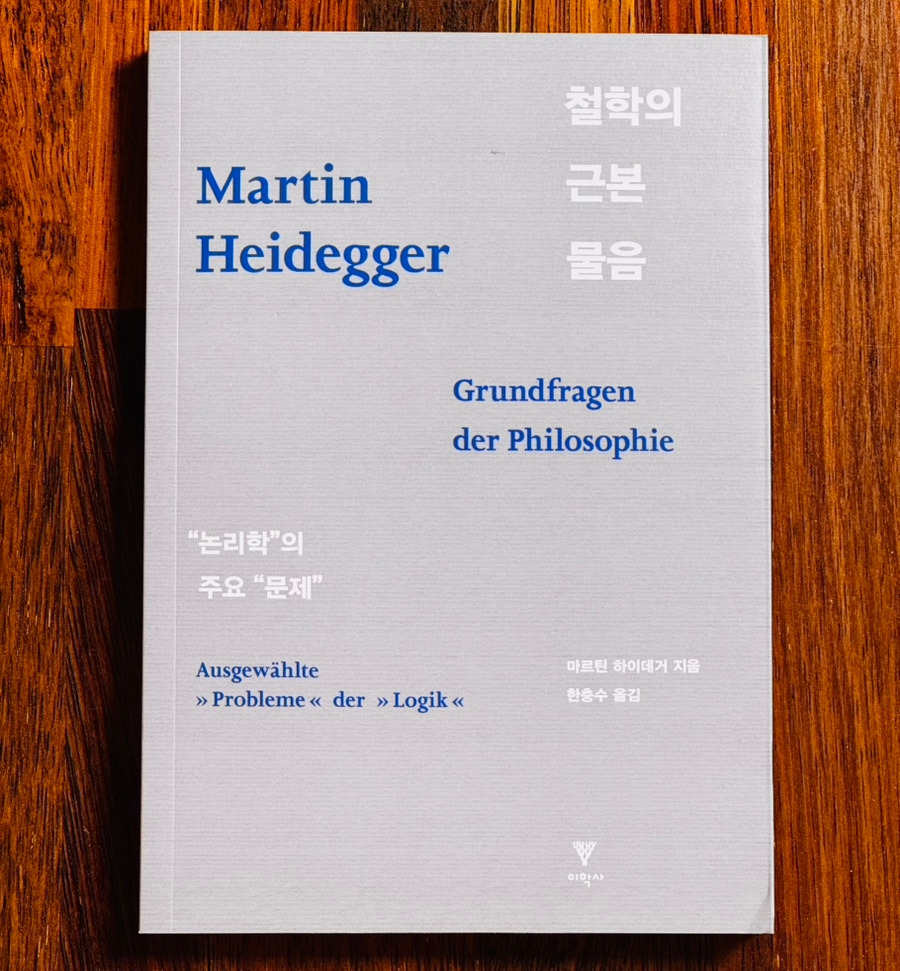 철학의
근본
물음
Martin
Heidegger
Grundfragen
der Philosophie
“논리학”의
주요 “문제”
Ausgewählte
»Probleme« der »Logik«
마르틴 하이데거 지음
한충수 옮김
이학사